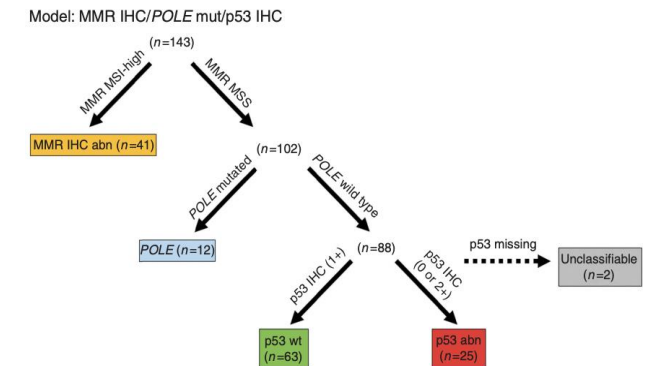 Model: MMR IHC/POLE mut/p53 IHC
(n=143)
MMR MSI-high
MMR MSS
MMR IHC abn (n=41)
(n=102)
POLE mutated
POLE wild type
POLE (n=12)
(n=88)
p53 missing
Unclassifiable
(n=2)
p53 IHC (1+)
p53 IHC
(0 or 2+)
p53 wt
(n=63)
p53 abn
(n=25)